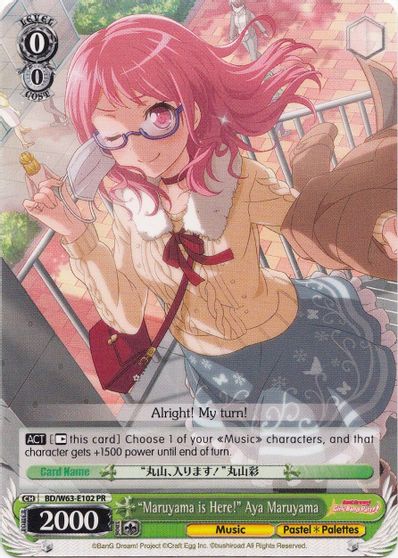 LEVEL
0
0
COST
Alright! My turn!
ACT [ this card] Choose 1 of your «Music» characters, and that
character gets +1500 power until end of turn.
Card Name
“丸山、入ります！”丸山彩
CH BD/W63-E102 PR
“Maruyama is Here!” Aya Maruyama
POWER 2000
Music
Pastel＊Palettes
©BanG Dream! Project ©Craft Egg Inc. ©bushiroad All Rights Reserved.